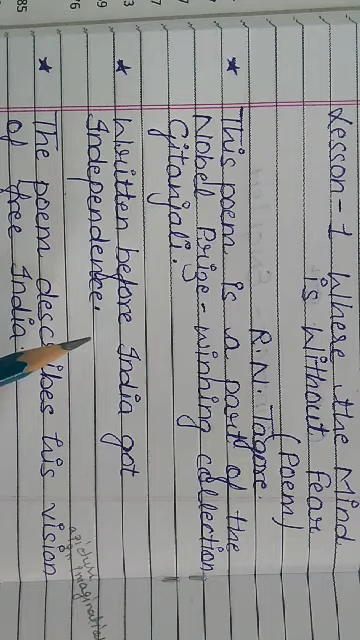 Lesson-1 Where the Mind
is Without Fear
(Poem)
R.N. Tagore.
★ This poem is a part of the
Nobel Prize-winning collection
Gitanjali.
★ Written before India got
Independence.
★ The poem describes his vision
of free India.